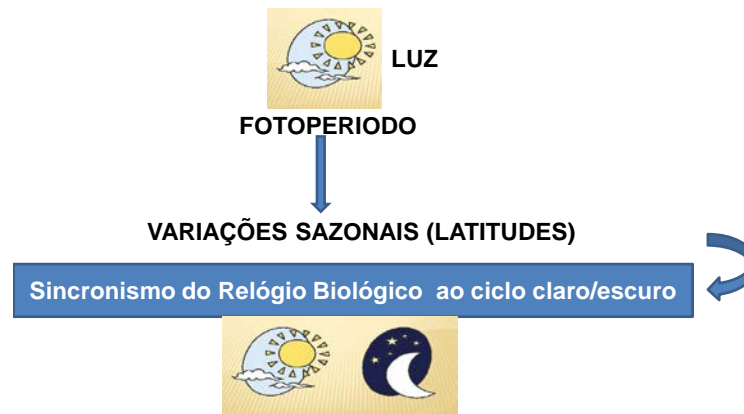 LUZ
FOTOPERIODO
VARIAÇÕES SAZONAIS (LATITUDES)
Sincronismo do Relógio Biológico ao ciclo claro/escuro